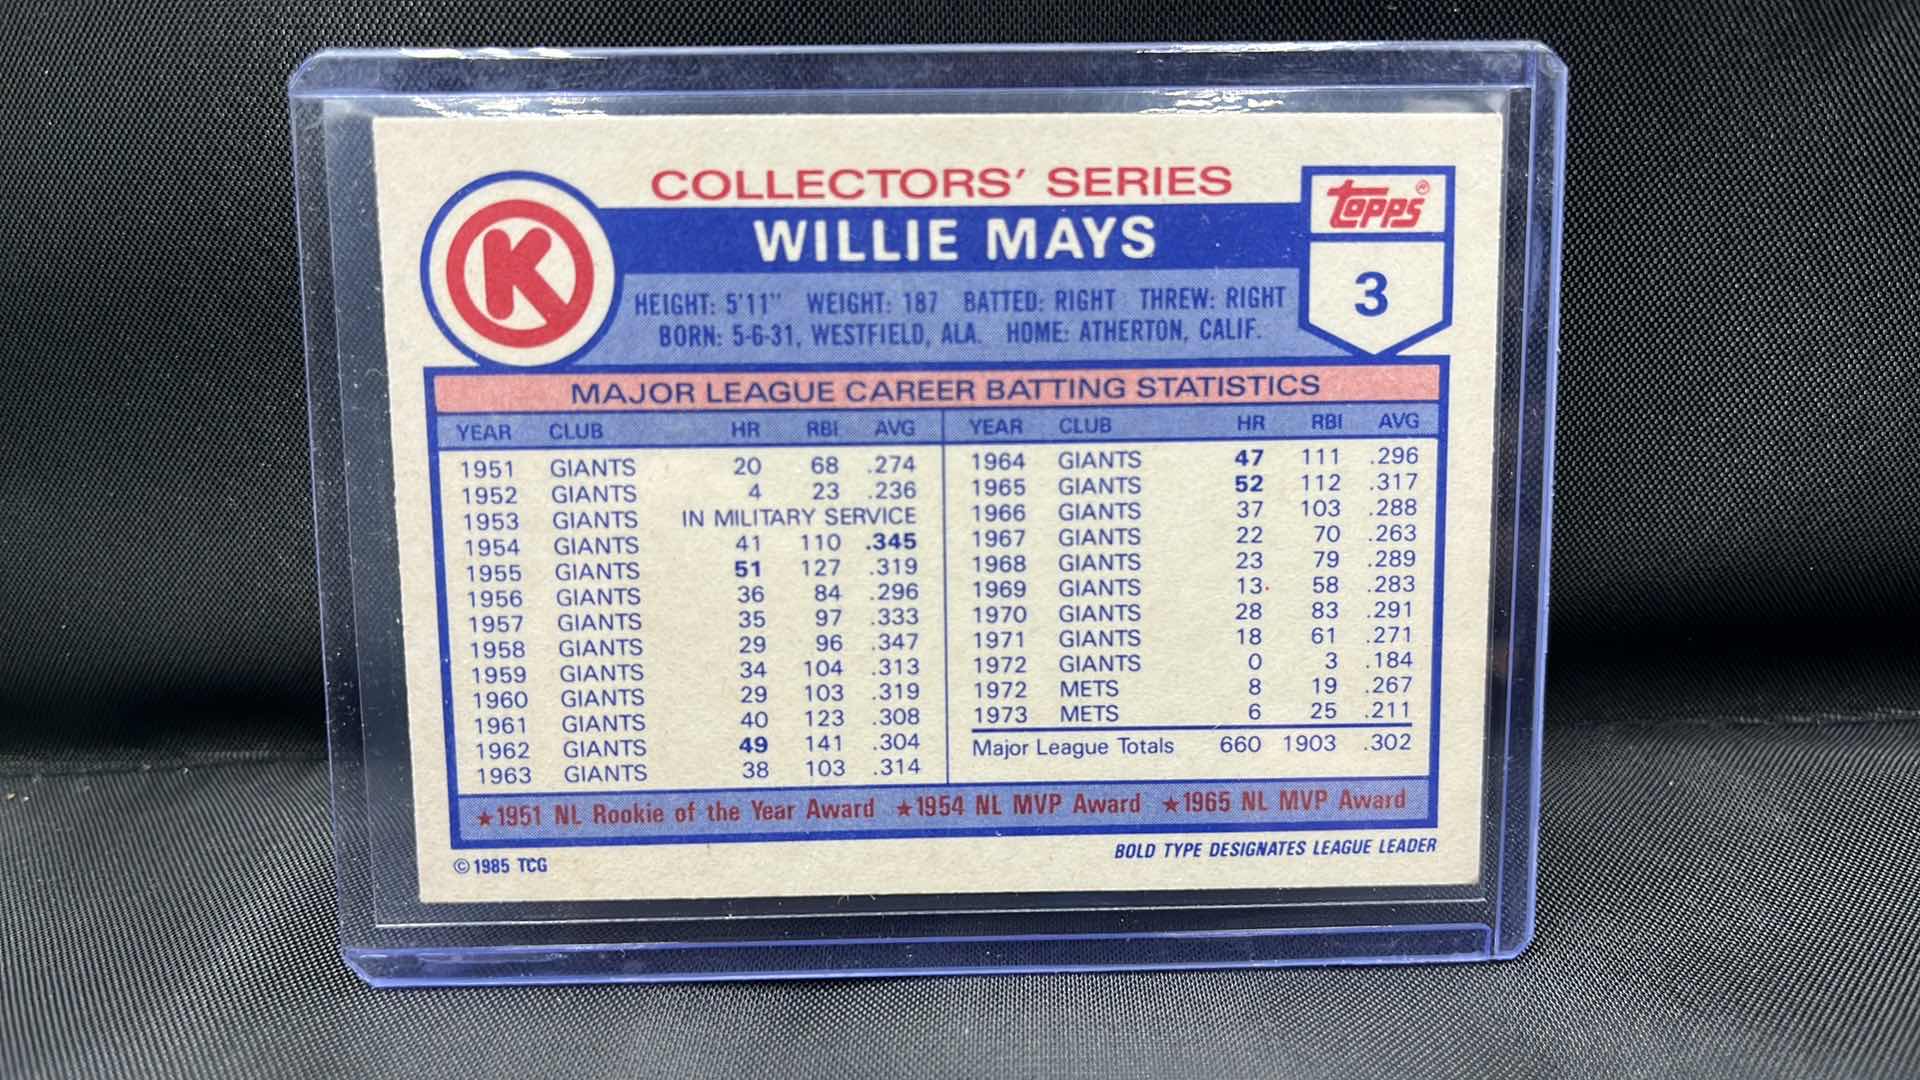 COLLECTORS' SERIES
K
WILLIE MAYS
TOPPS®
3
HEIGHT: 5'11" WEIGHT: 187 BATTED: RIGHT THREW: RIGHT
BORN: 5-6-31, WESTFIELD, ALA. HOME: ATHERTON, CALIF.
MAJOR LEAGUE CAREER BATTING STATISTICS
YEAR CLUB HR RBI AVG
1951 GIANTS 20 68 .274
1952 GIANTS 4 23 .236
1953 GIANTS IN MILITARY SERVICE
1954 GIANTS 41 110 .345
1955 GIANTS 51 127 .319
1956 GIANTS 36 84 .296
1957 GIANTS 35 97 .333
1958 GIANTS 29 96 .347
1959 GIANTS 34 104 .313
1960 GIANTS 29 103 .319
1961 GIANTS 40 123 .308
1962 GIANTS 49 141 .304
1963 GIANTS 38 103 .314
YEAR CLUB HR RBI AVG
1964 GIANTS 47 111 .296
1965 GIANTS 52 112 .317
1966 GIANTS 37 103 .288
1967 GIANTS 22 70 .263
1968 GIANTS 23 79 .289
1969 GIANTS 13 58 .283
1970 GIANTS 28 83 .291
1971 GIANTS 18 61 .271
1972 GIANTS 0 3 .184
1972 METS 8 19 .267
1973 METS 6 25 .211
Major League Totals 660 1903 .302
★1951 NL Rookie of the Year Award ★1954 NL MVP Award ★1965 NL MVP Award
© 1985 TCG
BOLD TYPE DESIGNATES LEAGUE LEADER